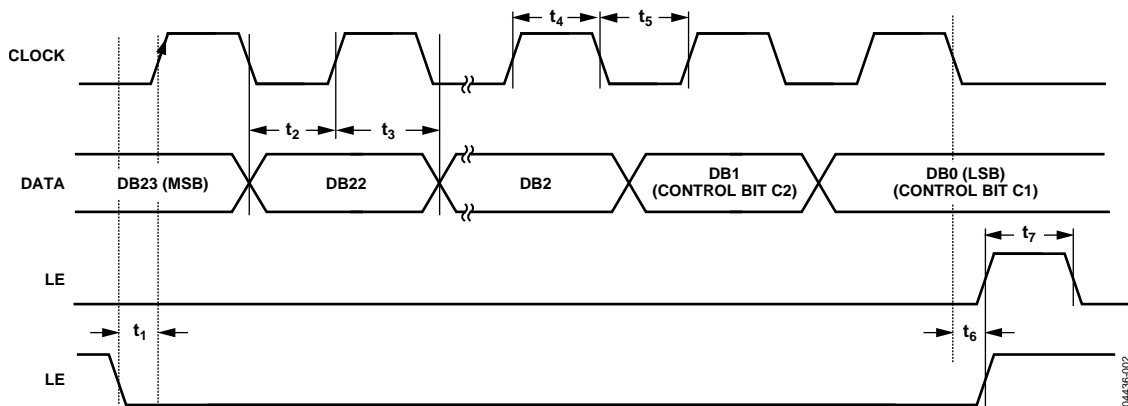 t4
t5
CLOCK
t2
t3
DATA
DB23 (MSB)
DB22
DB2
DB1
(CONTROL BIT C2)
DB0 (LSB)
(CONTROL BIT C1)
t7
LE
t1
t6
LE
04436-002